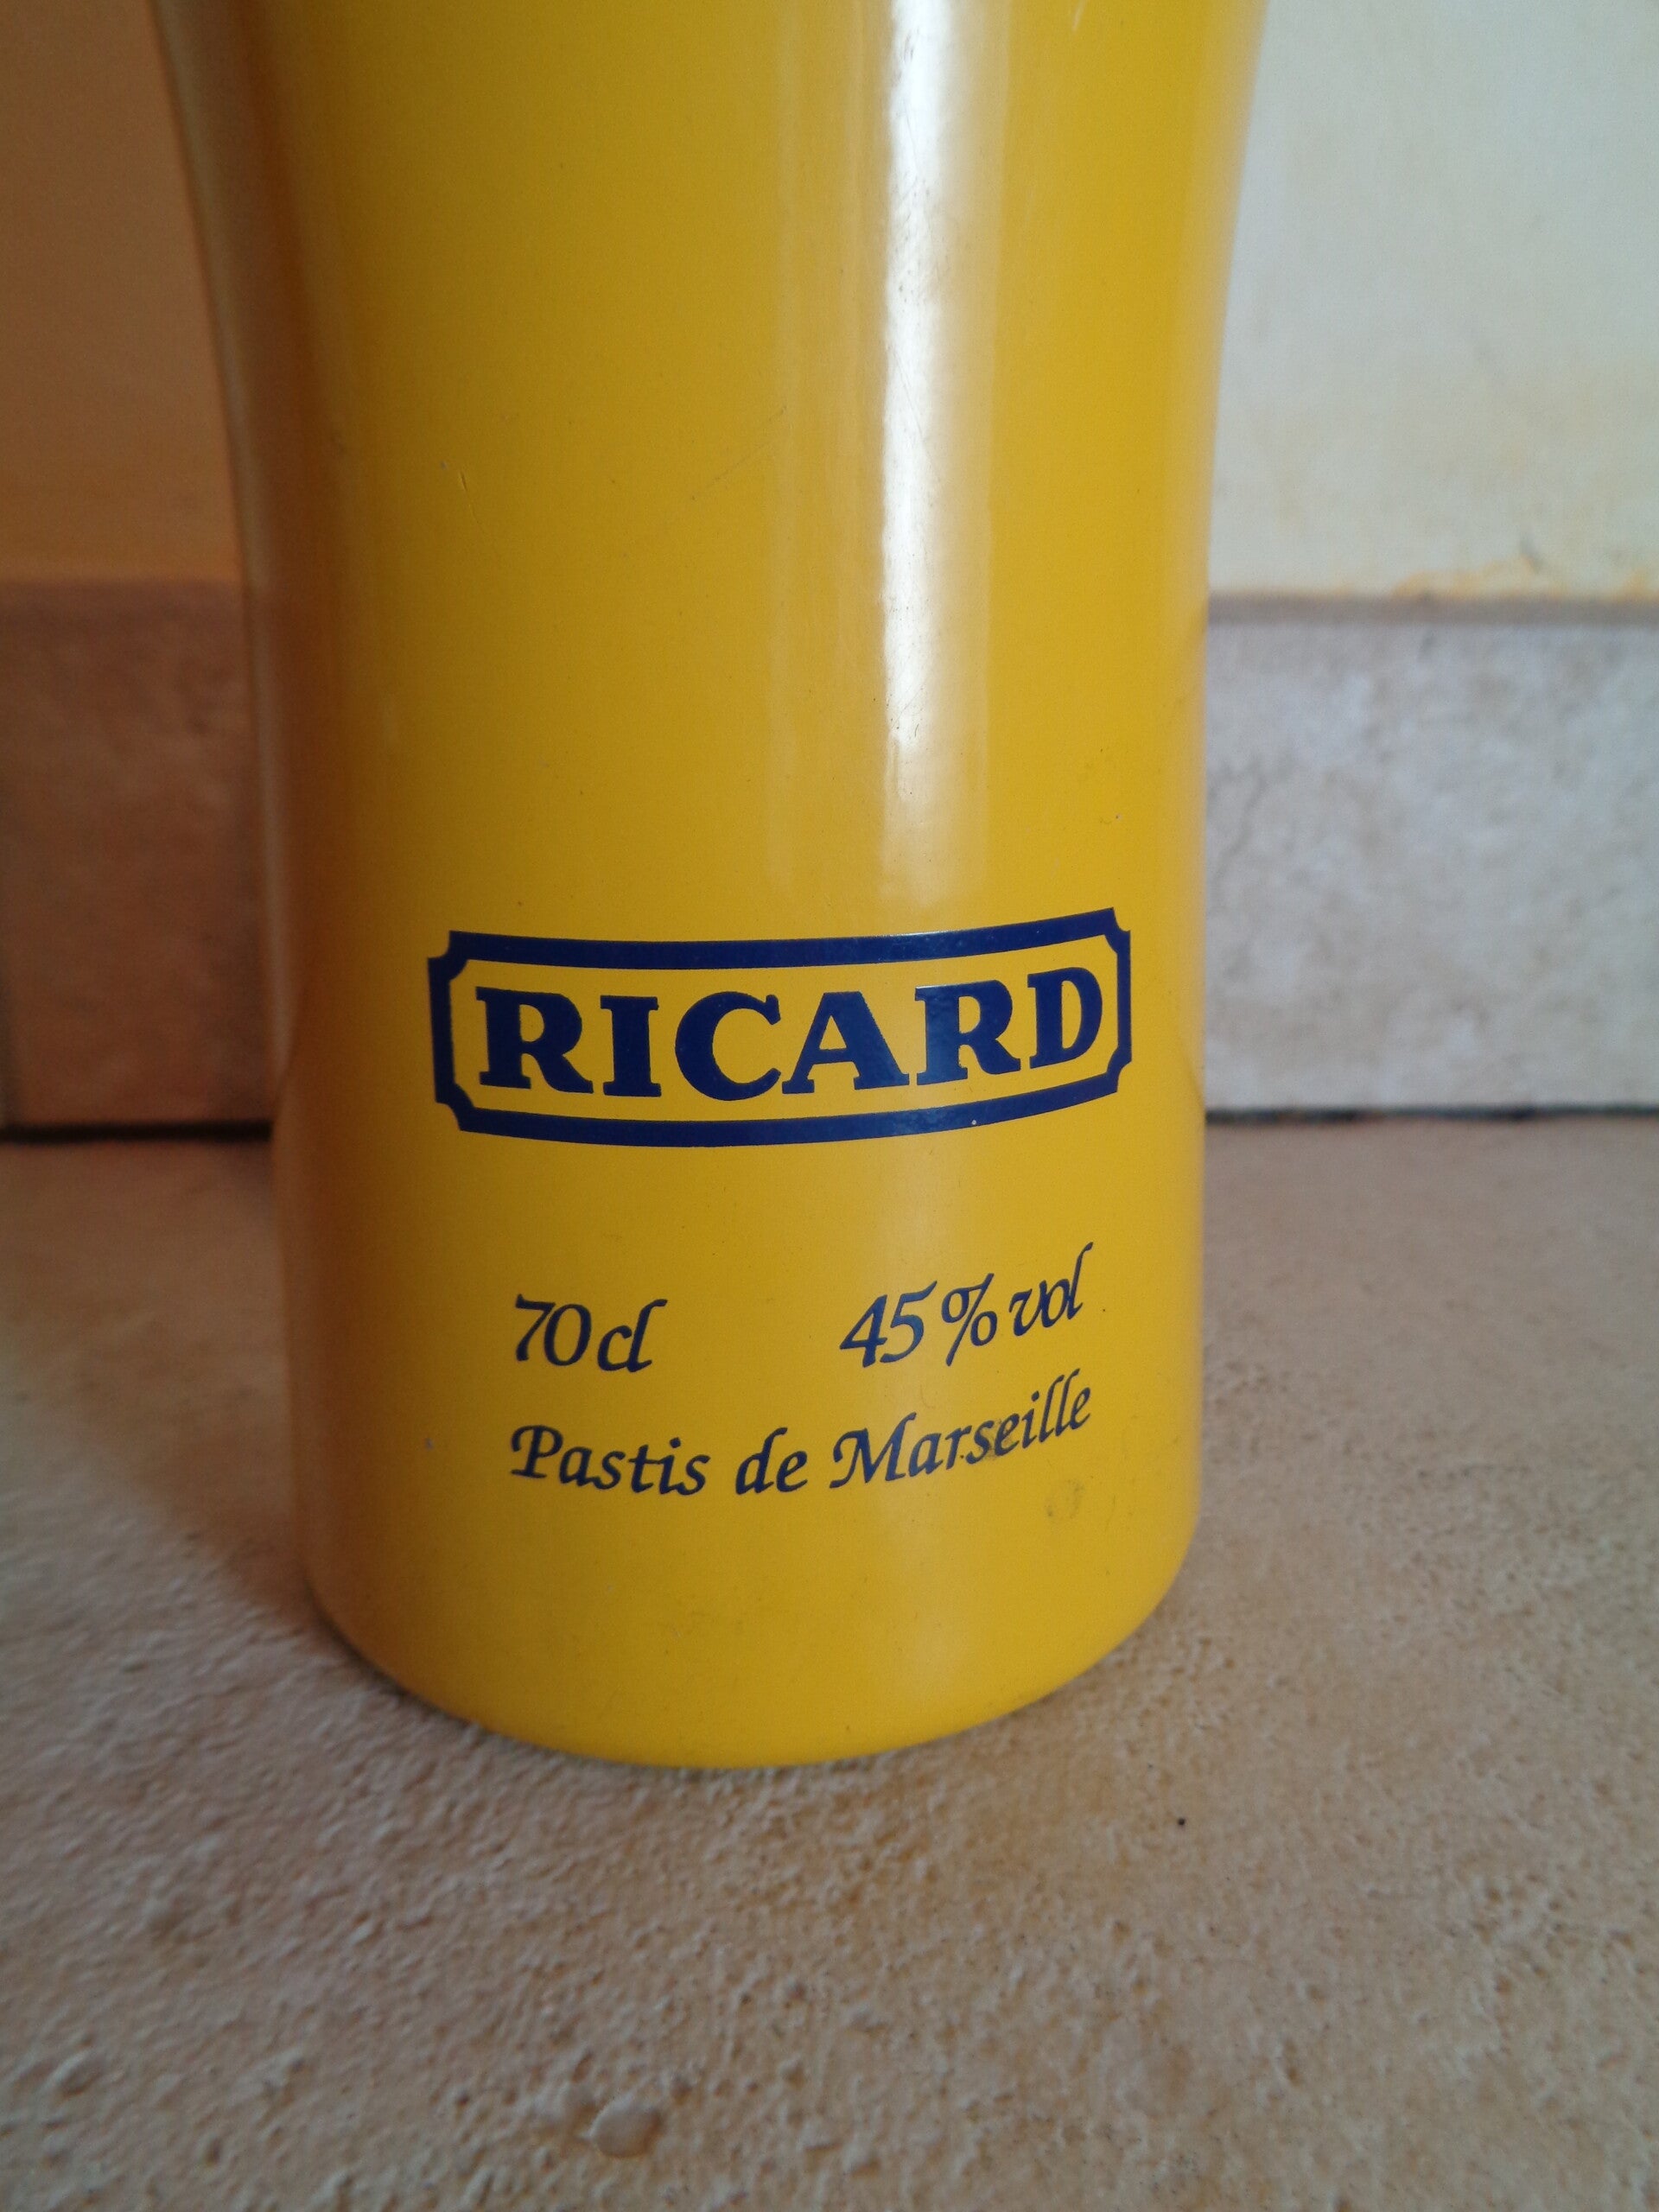 RICARD
70cl 45% vol
Pastis de Marseille